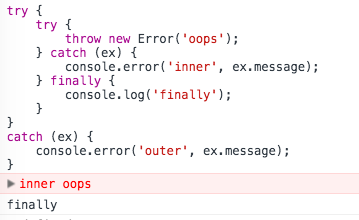 try {
    try {
        throw new Error('oops');
    } catch (ex) {
        console.error('inner', ex.message);
    } finally {
        console.log('finally');
    }
}
catch (ex) {
    console.error('outer', ex.message);
}
▶ inner oops
finally